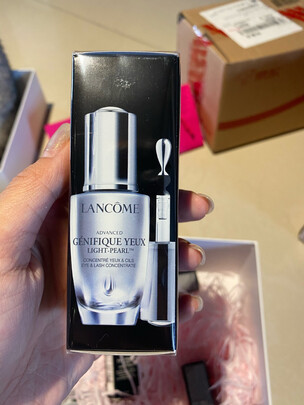 LANCÔME
ADVANCED
GÉNIFIQUE YEUX
LIGHT-PEARL™
CONCENTRÉ YEUX & CILS
EYE & LASH CONCENTRATE